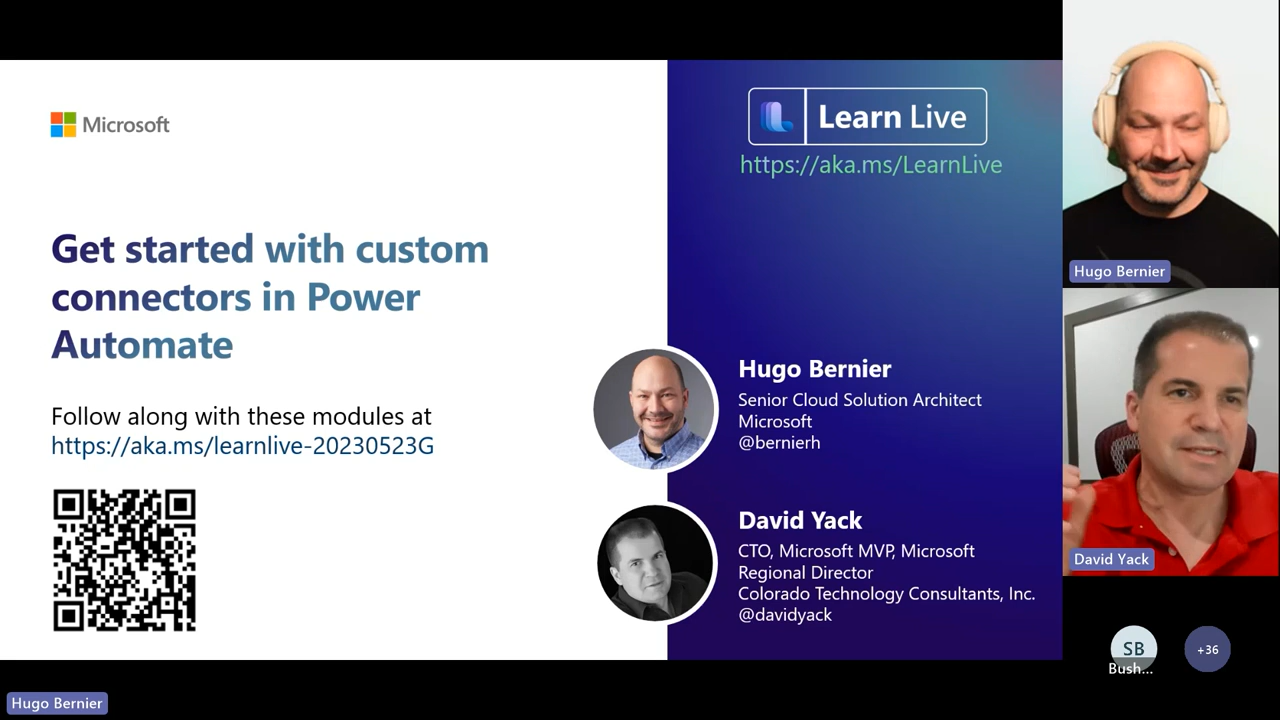 Microsoft
Get started with custom
connectors in Power
Automate
Follow along with these modules at
https://aka.ms/learnlive-20230523G
Learn Live
https://aka.ms/LearnLive
Hugo Bernier
Senior Cloud Solution Architect
Microsoft
@bernierh
David Yack
CTO, Microsoft MVP, Microsoft
Regional Director
Colorado Technology Consultants, Inc.
@davidyack
Hugo Bernier
David Yack
SB
Bush...
+36
Hugo Bernier